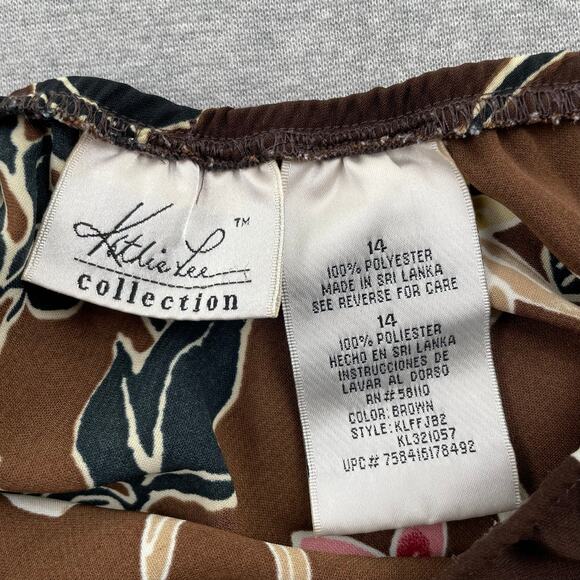 Kathie Lee ™
collection
14
100% POLYESTER
MADE IN SRI LANKA
SEE REVERSE FOR CARE
14
100% POLIESTER
HECHO EN SRI LANKA
INSTRUCCIONES DE
LAVAR AL DORSO
RN# 58110
COLOR: BROWN
STYLE: KLFFJB2
KL321057
UPC# 758415178492